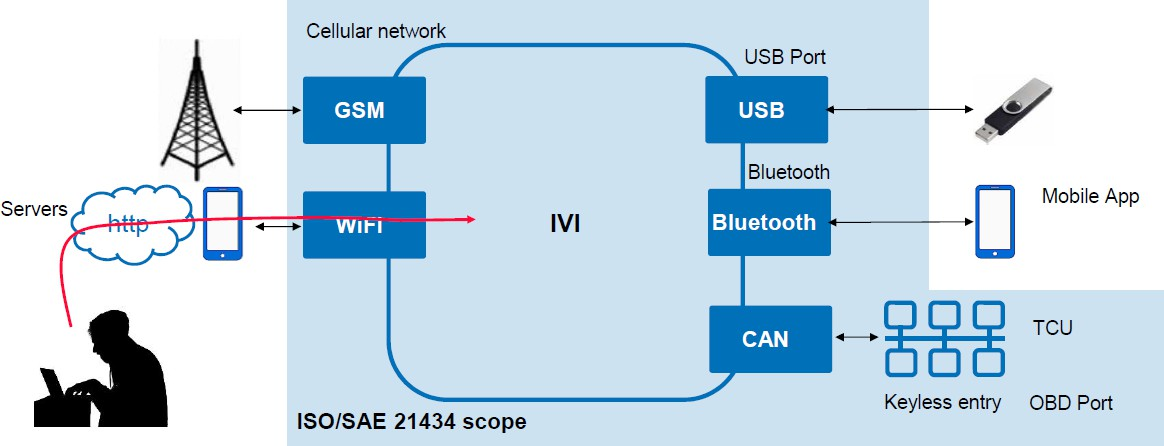 Cellular network
USB Port
GSM
USB
Bluetooth
Mobile App
Servers
http
WiFI
IVI
Bluetooth
TCU
CAN
Keyless entry
OBD Port
ISO/SAE 21434 scope